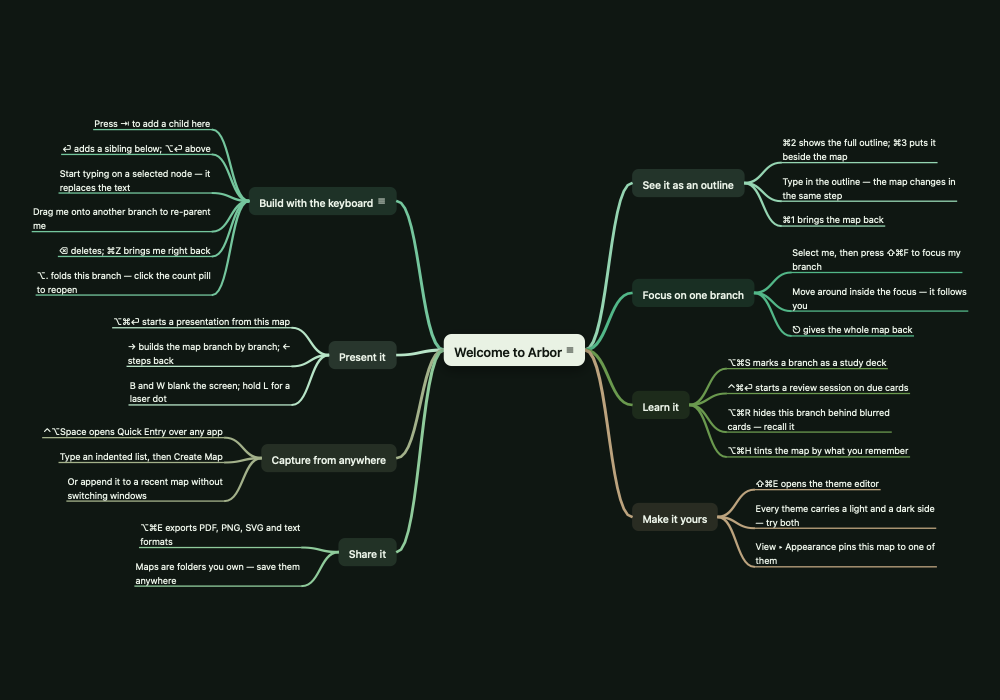 Welcome to Arbor
Build with the keyboard
Press ⇥ to add a child here
⏎ adds a sibling below; ⌥⏎ above
Start typing on a selected node — it
replaces the text
Drag me onto another branch to re-parent
me
⌫ deletes; ⌘Z brings me right back
⌥. folds this branch — click the count pill
to reopen
Present it
⌥⌘⏎ starts a presentation from this map
→ builds the map branch by branch; ←
steps back
B and W blank the screen; hold L for a
laser dot
Capture from anywhere
⌃⌥Space opens Quick Entry over any app
Type an indented list, then Create Map
Or append it to a recent map without
switching windows
Share it
⌥⌘E exports PDF, PNG, SVG and text
formats
Maps are folders you own — save them
anywhere
See it as an outline
⌘2 shows the full outline; ⌘3 puts it
beside the map
Type in the outline — the map changes in
the same step
⌘1 brings the map back
Focus on one branch
Select me, then press ⇧⌘F to focus my
branch
Move around inside the focus — it follows
you
⎋ gives the whole map back
Learn it
⌥⌘S marks a branch as a study deck
⌃⌘⏎ starts a review session on due cards
⌥⌘R hides this branch behind blurred
cards — recall it
⌥⌘H tints the map by what you remember
Make it yours
⇧⌘E opens the theme editor
Every theme carries a light and a dark side
— try both
View ▸ Appearance pins this map to one of
them